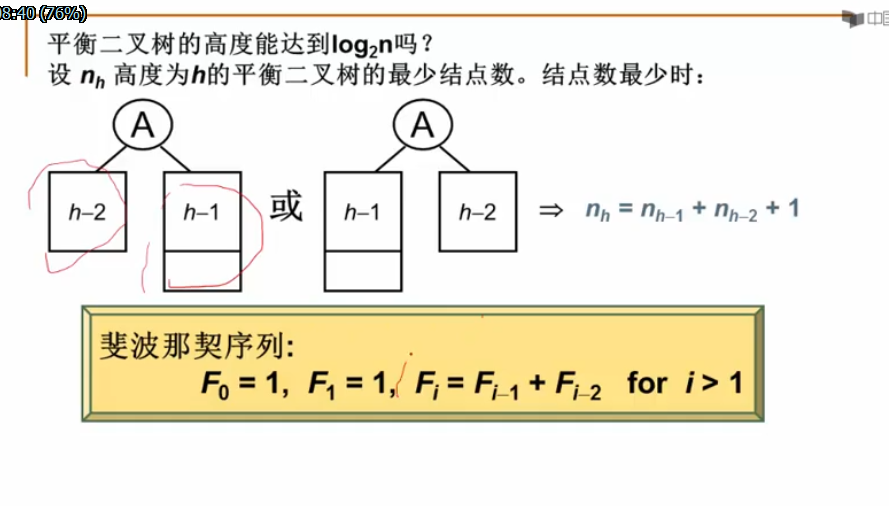 8:40 (76%)
中国
平衡二叉树的高度能达到log₂n吗？
设 nₕ 高度为h的平衡二叉树的最少结点数。结点数最少时：
A
A
h–2 h–1 或 h–1 h–2 ⇒ nₕ = nₕ₋₁ + nₕ₋₂ + 1
斐波那契序列:
F₀ = 1, F₁ = 1, Fᵢ = Fᵢ₋₁ + Fᵢ₋₂ for i > 1